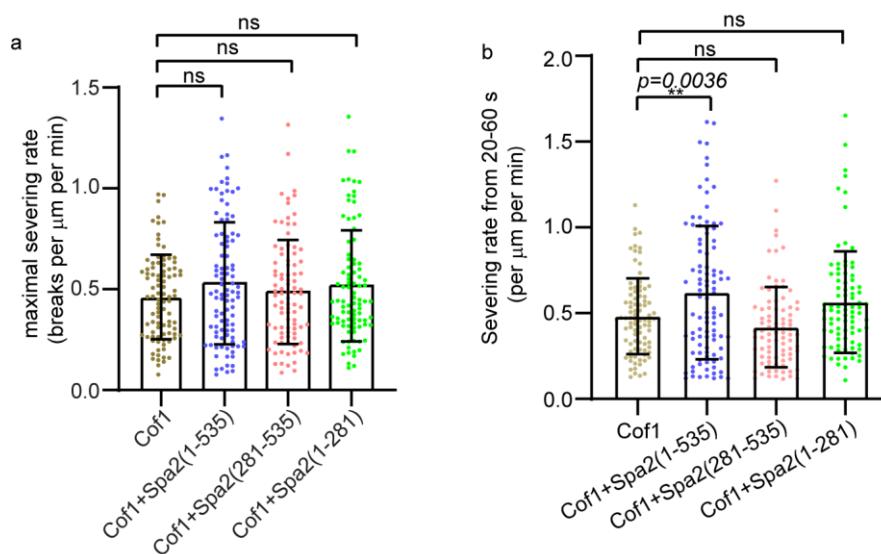 a
ns
ns
ns
maximal severing rate
(breaks per μm per min)
1.5
1.0
0.5
0.0
Cof1
Cof1+Spa2(1-535)
Cof1+Spa2(281-535)
Cof1+Spa2(1-281)
b
ns
ns
p=0.0036
**
Severing rate from 20-60 s
(per μm per min)
2.0
1.5
1.0
0.5
0.0
Cof1
Cof1+Spa2(1-535)
Cof1+Spa2(281-535)
Cof1+Spa2(1-281)